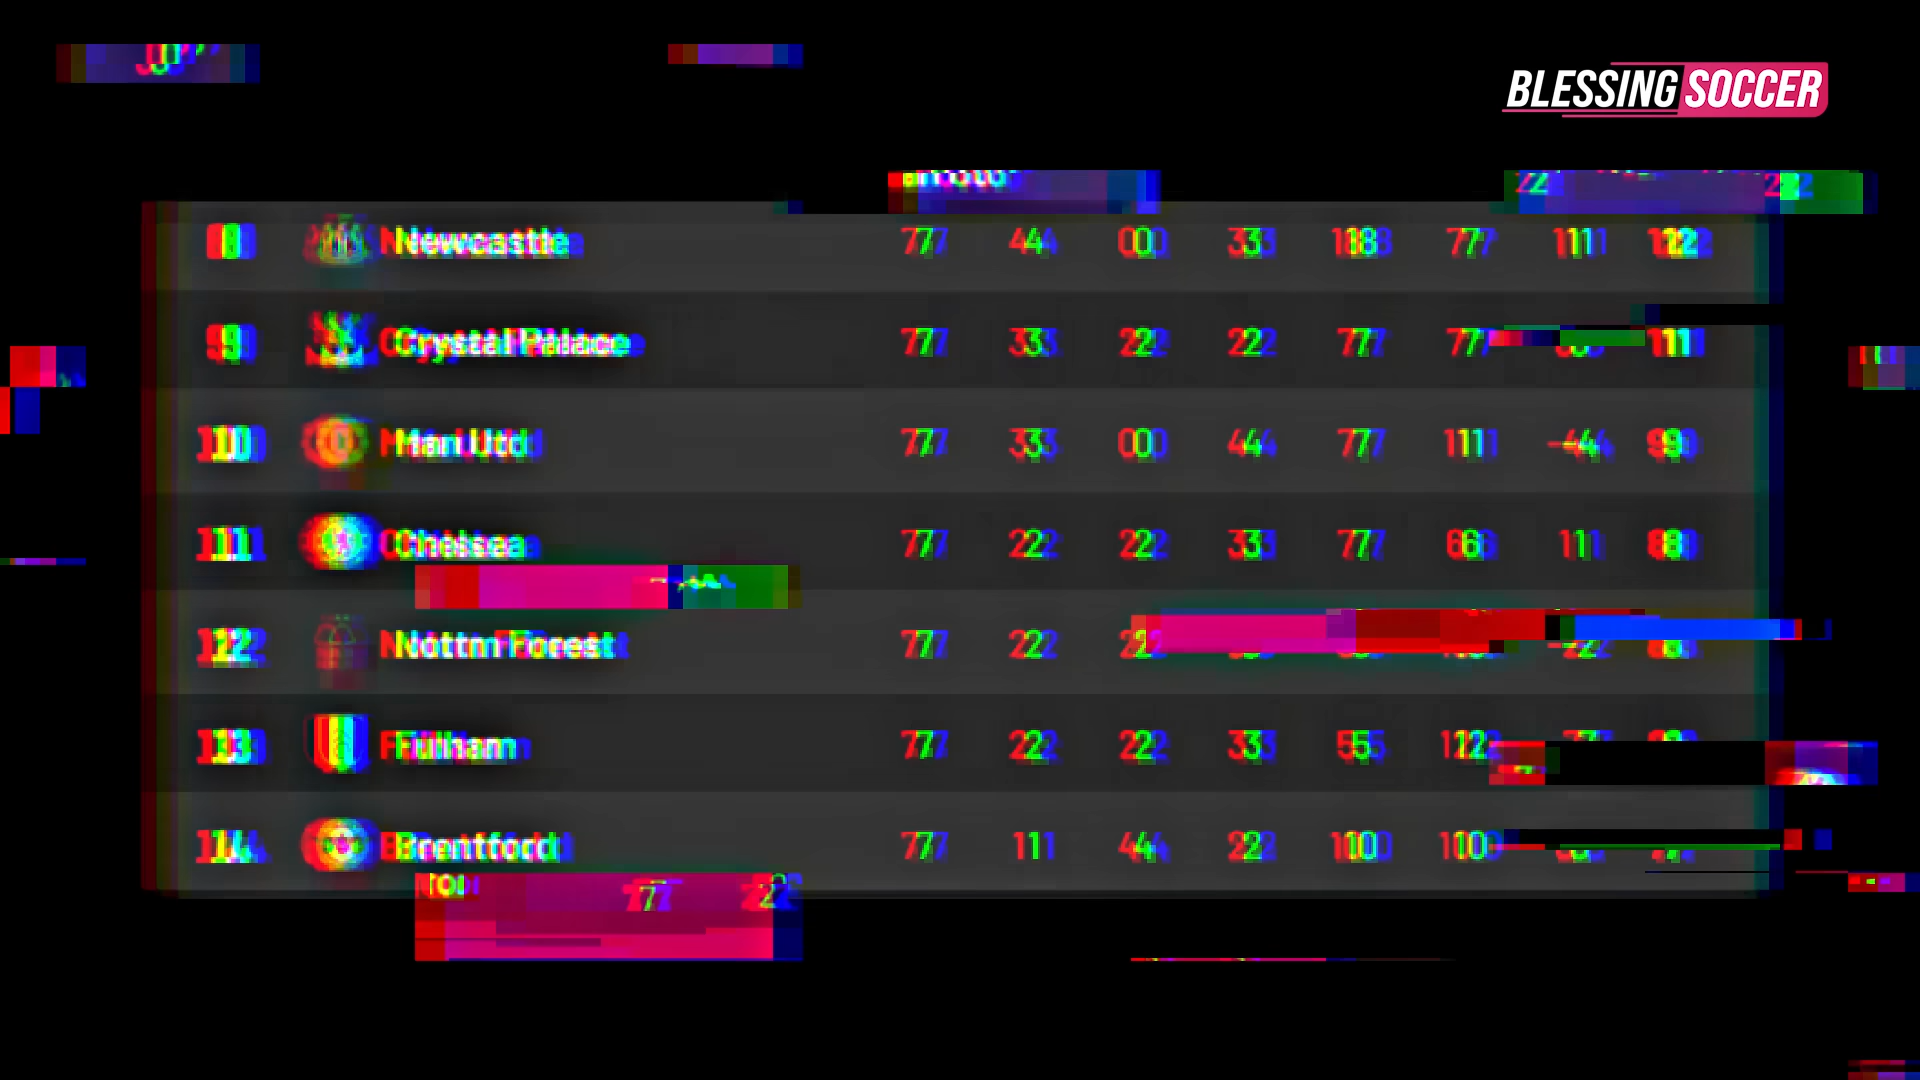 BLESSING SOCCER
8 Newcastle 7 4 0 3 18 7 11 12
9 Crystal Palace 7 3 2 2 7 7 11
10 Man Utd 7 3 0 4 7 11 -4 9
11 Chelsea 7 2 2 3 7 6 1 8
12 Nottm Forest 7 2 2 -2 8
13 Fulham 7 2 2 3 5 12
14 Brentford 7 1 4 2 10 10